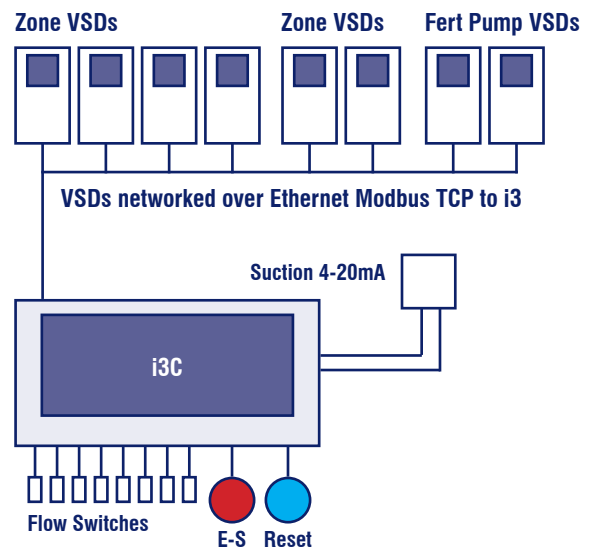 Zone VSDs
Zone VSDs
Fert Pump VSDs
VSDs networked over Ethernet Modbus TCP to i3
Suction 4-20mA
i3C
Flow Switches
E-S
Reset